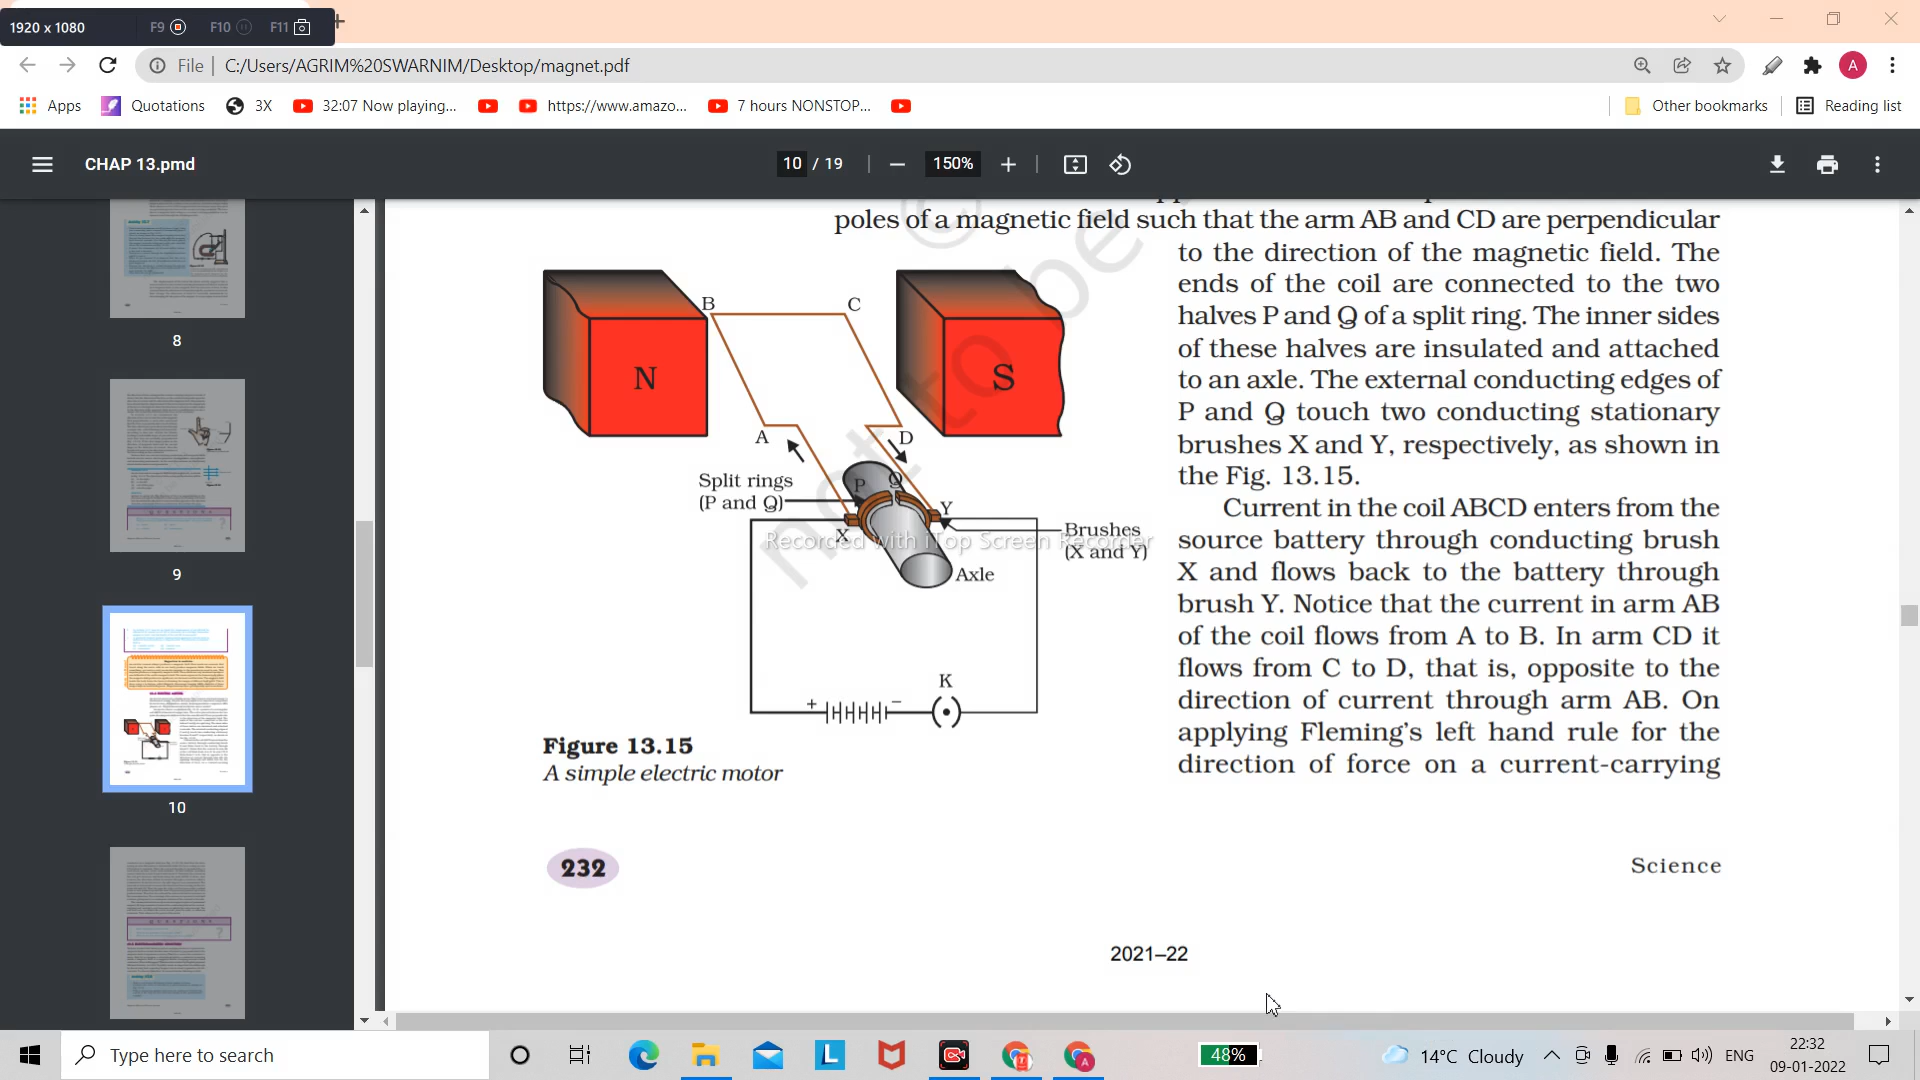 1920 x 1080
F9
F10
F11
File
C:/Users/AGRIM%20SWARNIM/Desktop/magnet.pdf
A
Apps
Quotations
3X
32:07 Now playing...
https://www.amazo...
7 hours NONSTOP...
Other bookmarks
Reading list
CHAP 13.pmd
10 / 19
150%
8
9
10
poles of a magnetic field such that the arm AB and CD are perpendicular
to the direction of the magnetic field. The
ends of the coil are connected to the two
halves P and Q of a split ring. The inner sides
of these halves are insulated and attached
to an axle. The external conducting edges of
P and Q touch two conducting stationary
brushes X and Y, respectively, as shown in
the Fig. 13.15.
Current in the coil ABCD enters from the
source battery through conducting brush
X and flows back to the battery through
brush Y. Notice that the current in arm AB
of the coil flows from A to B. In arm CD it
flows from C to D, that is, opposite to the
direction of current through arm AB. On
applying Fleming's left hand rule for the
direction of force on a current-carrying
B
C
N
S
A
D
Split rings
(P and Q)
P
Q
X
Y
Brushes
(X and Y)
Axle
K
+
−
not to be
©
Recorded with iTop Screen Recorder
Figure 13.15
A simple electric motor
232
Science
2021–22
Type here to search
L
48%
14°C Cloudy
ENG
22:32
09-01-2022